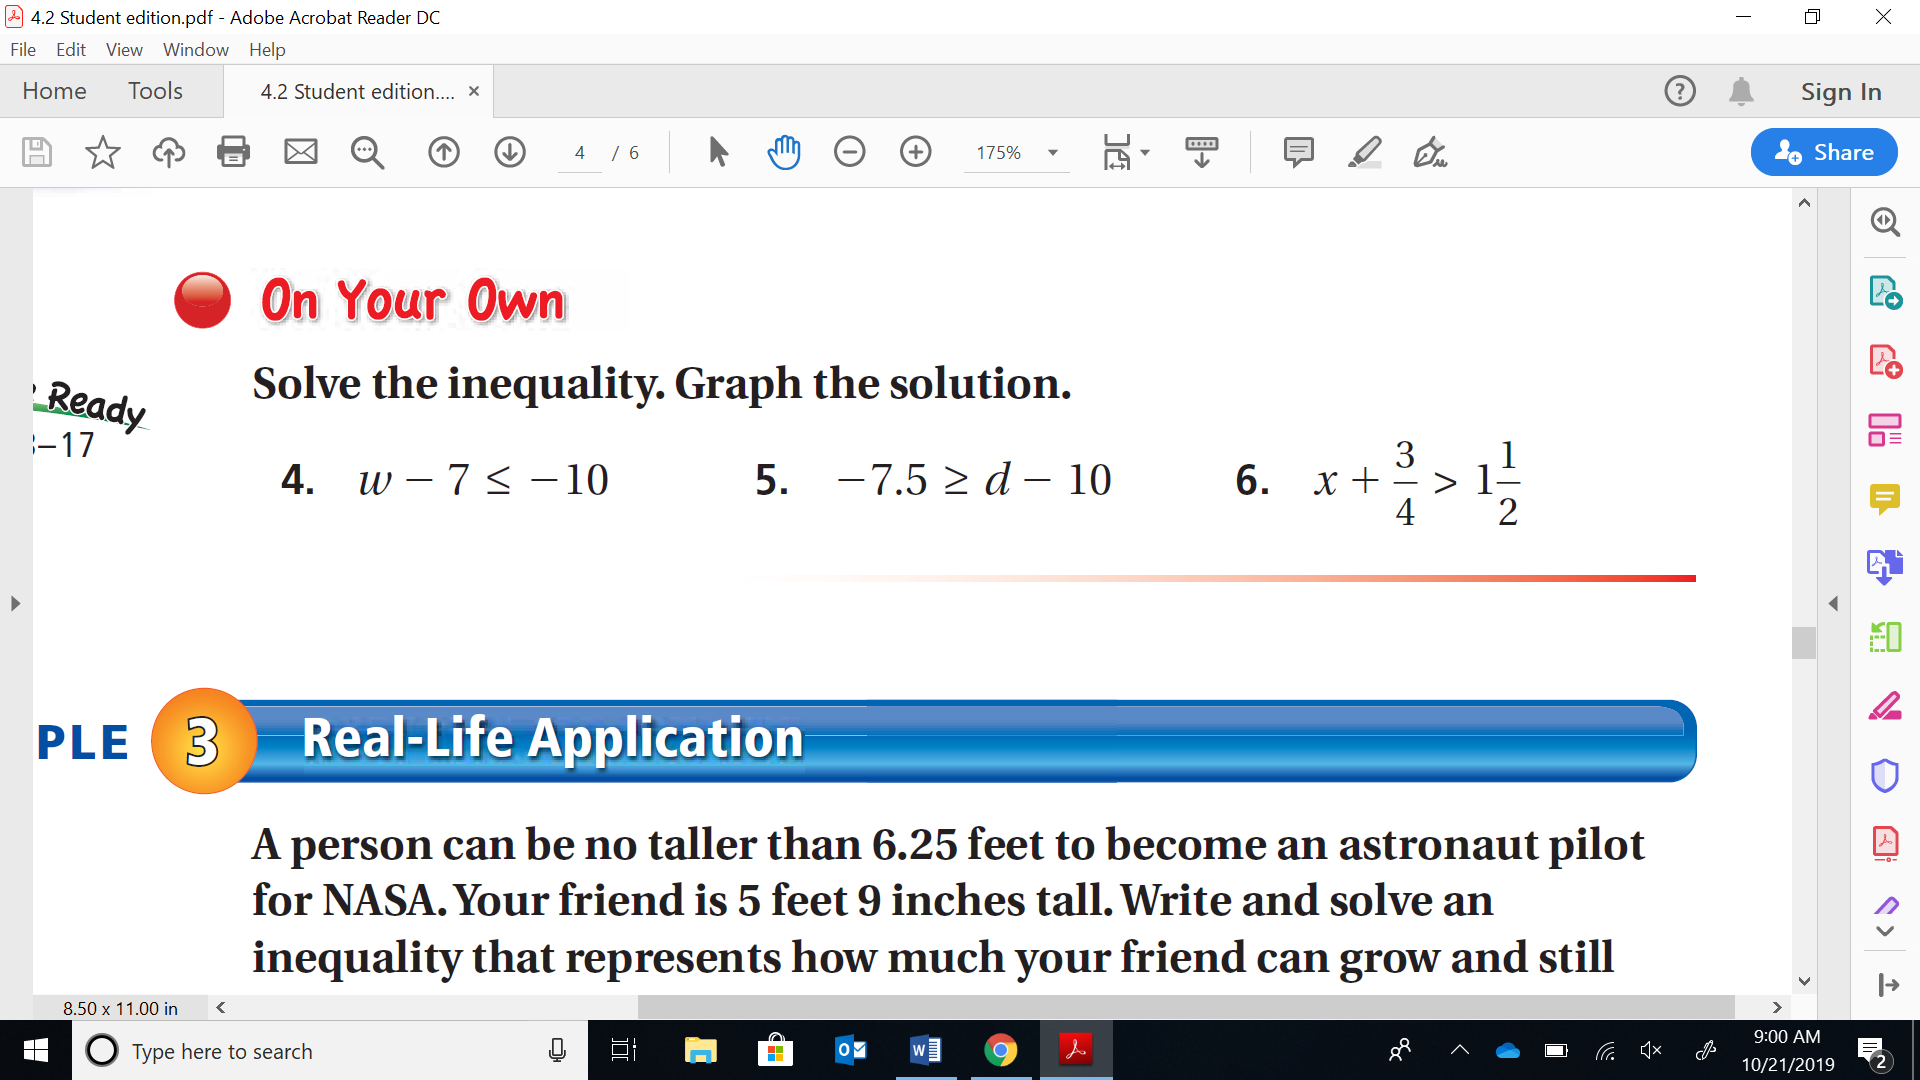 4.2 Student edition.pdf - Adobe Acrobat Reader DC
File Edit View Window Help
Home Tools 4.2 Student edition.... × Sign In
4 / 6 175% Share
On Your Own
Solve the inequality. Graph the solution.
Ready
–17
4. w − 7 ≤ −10 5. −7.5 ≥ d − 10 6. x + 3/4 > 1 1/2
PLE 3 Real-Life Application
A person can be no taller than 6.25 feet to become an astronaut pilot
for NASA. Your friend is 5 feet 9 inches tall. Write and solve an
inequality that represents how much your friend can grow and still
8.50 x 11.00 in
Type here to search
9:00 AM
10/21/2019
2